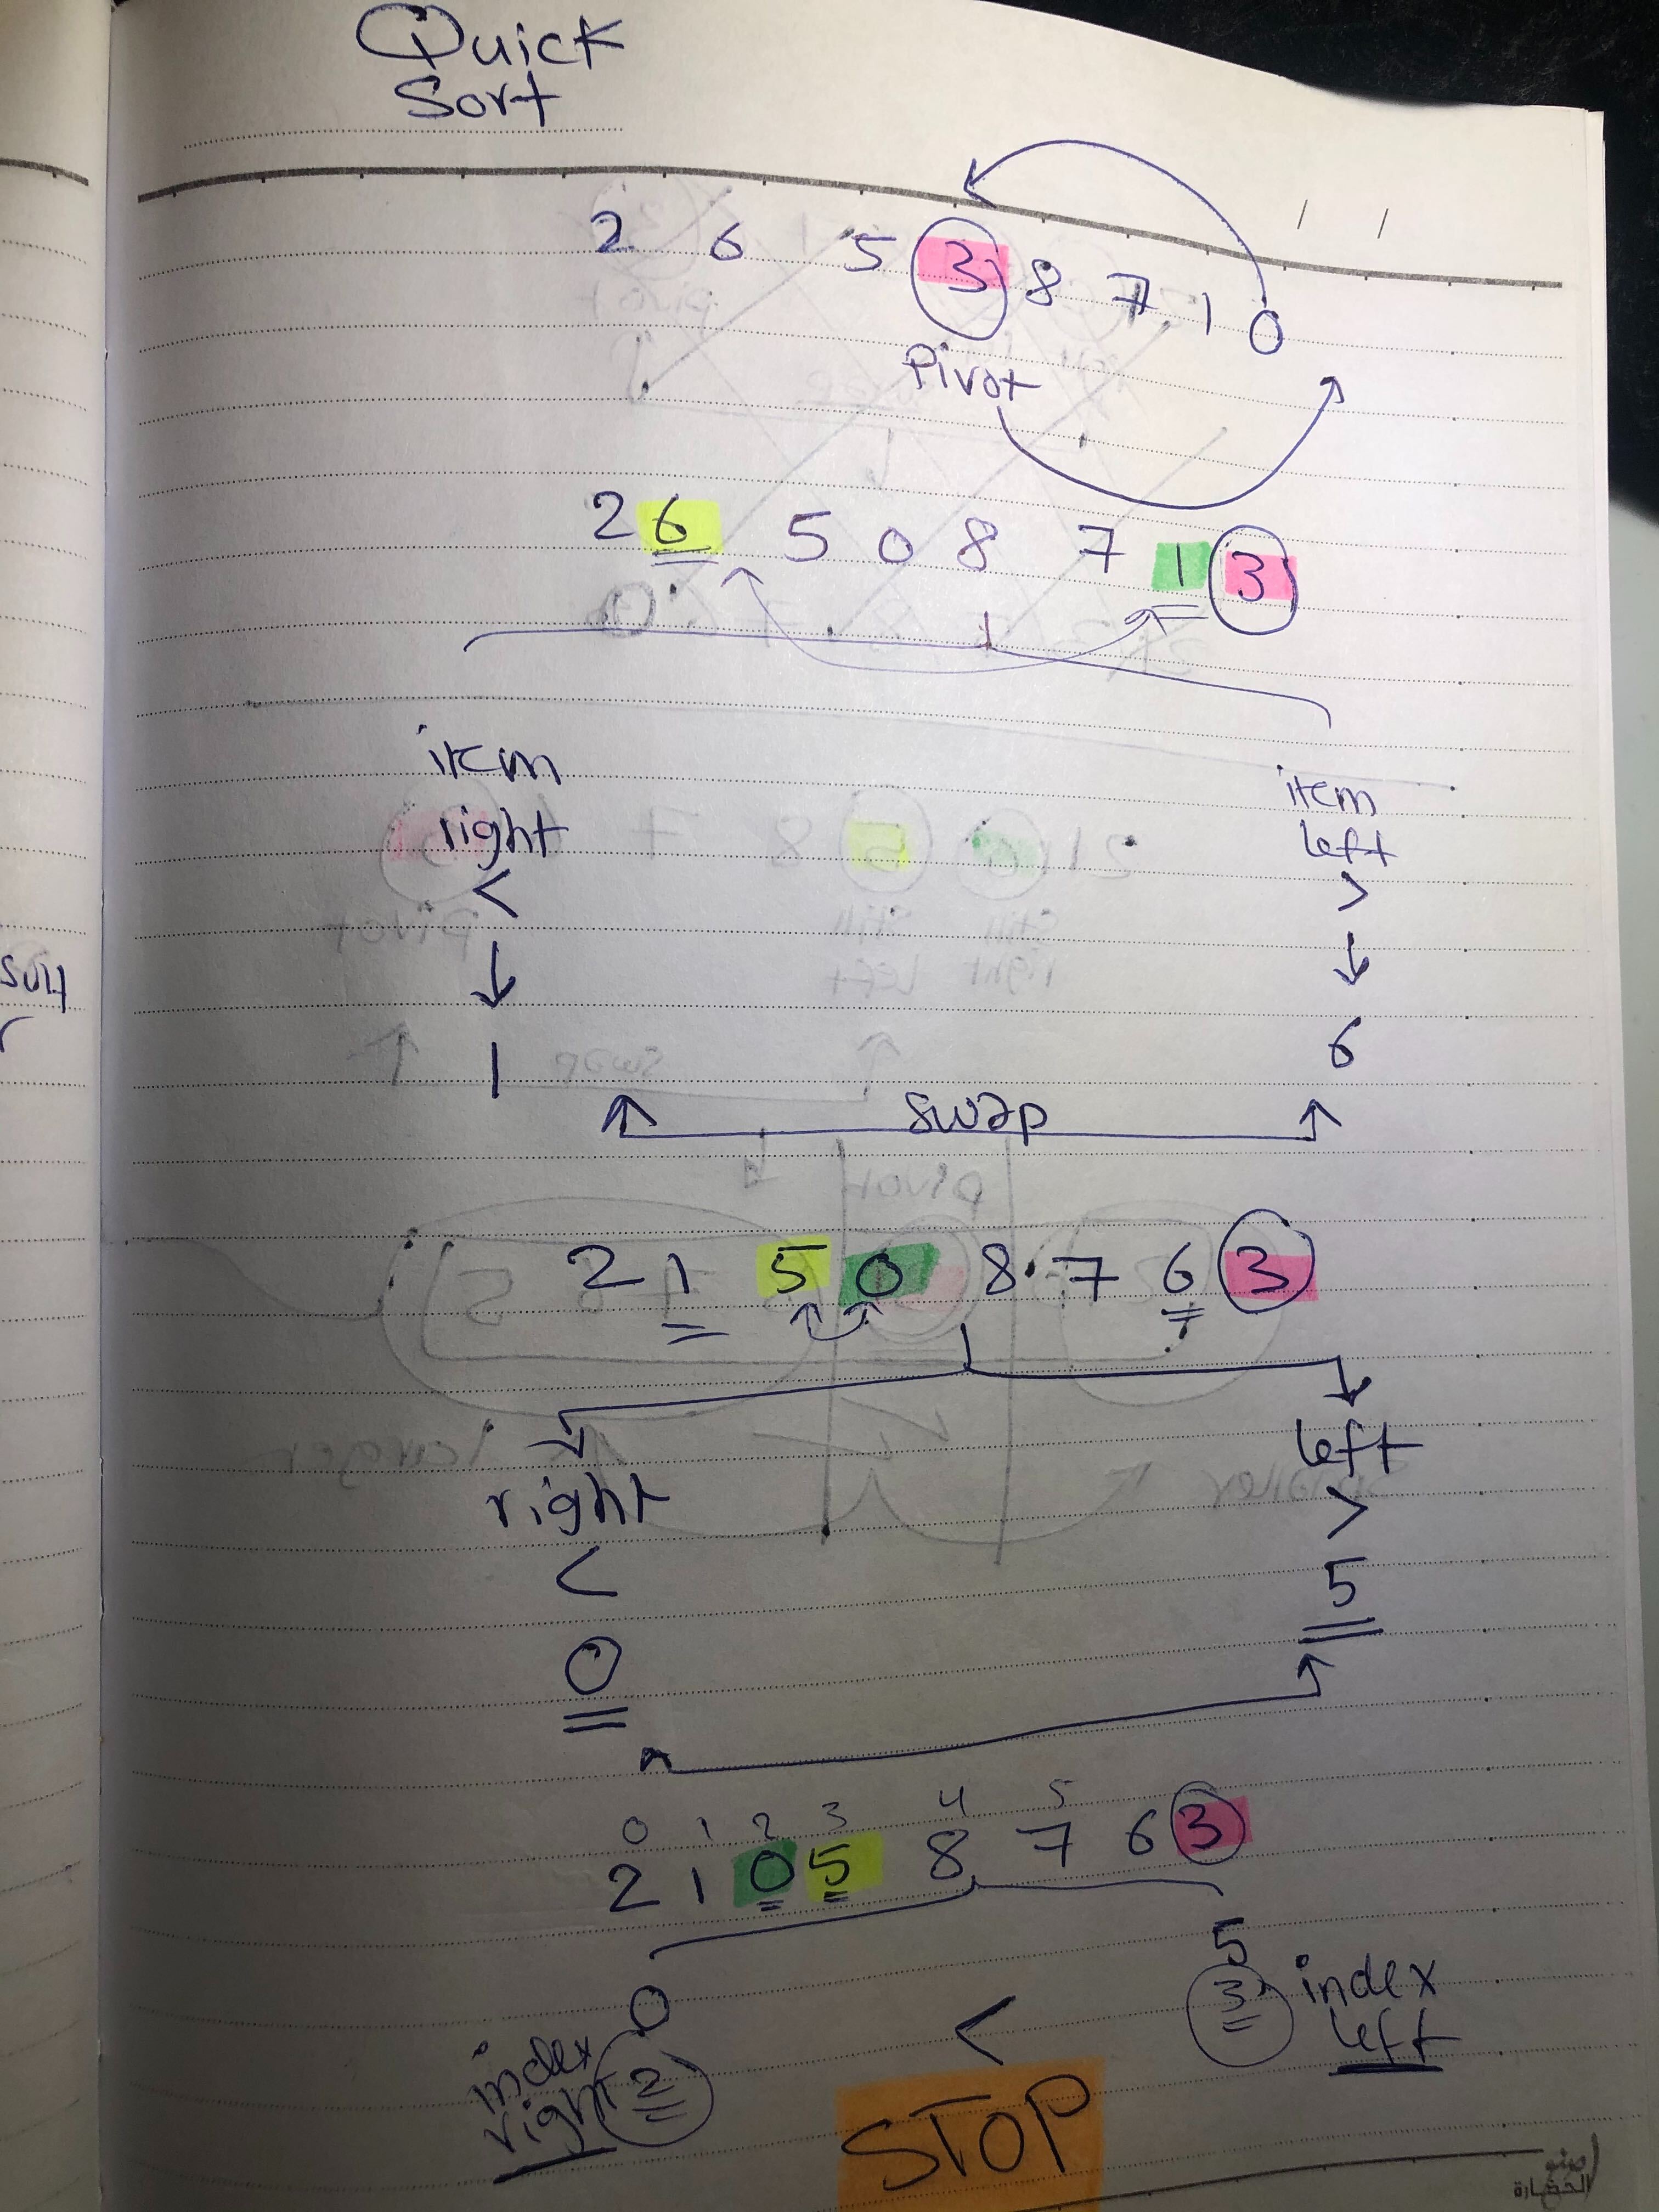 Quick
Sort
2 6 5 3 8 7 1 0
Pivot
2 6 5 0 8 7 1 3
item
right
<
1
item
left
>
6
swap
2 1 5 0 8 7 6 3
right
<
0
left
>
5
0 1 2 3 4 5
2 1 0 5 8 7 6 3
0
index
right 2
<
5
3 index
left
STOP
صنو
الحضارة